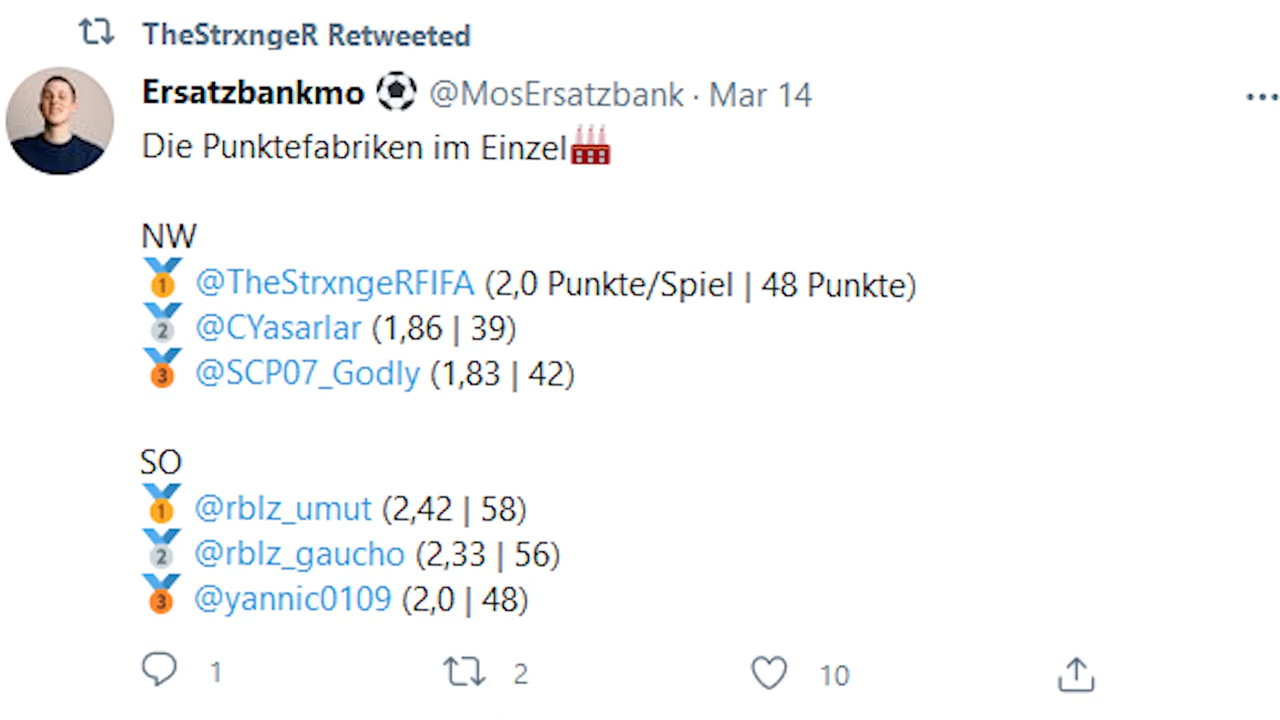 TheStrxngeR Retweeted
Ersatzbankmo ⚽ @MosErsatzbank · Mar 14
Die Punktefabriken im Einzel🏭
NW
🥇 @TheStrxngeRFIFA (2,0 Punkte/Spiel | 48 Punkte)
🥈 @CYasarlar (1,86 | 39)
🥉 @SCP07_Godly (1,83 | 42)
SO
🥇 @rblz_umut (2,42 | 58)
🥈 @rblz_gaucho (2,33 | 56)
🥉 @yannic0109 (2,0 | 48)
1 2 10